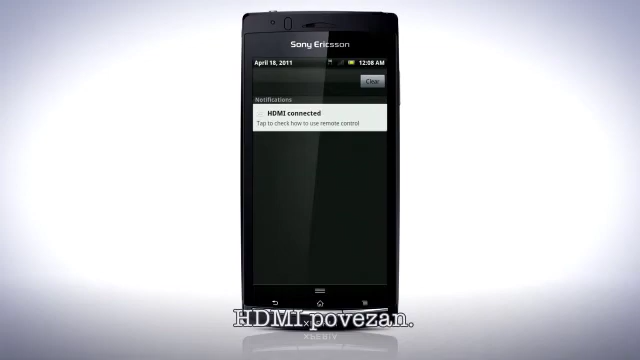 Sony Ericsson
April 18, 2011 12:08 AM
Clear
Notifications
HDMI connected
Tap to check how to use remote control
HDMI povezan.